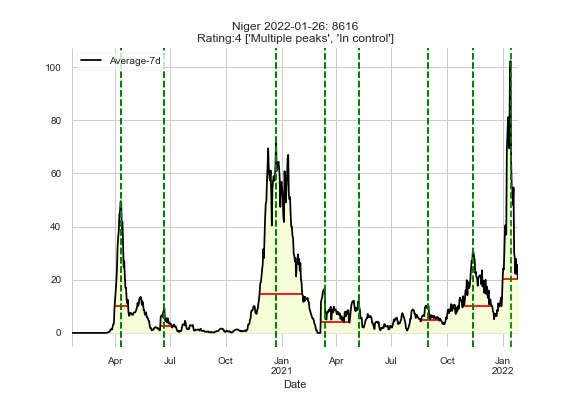 Niger 2022-01-26: 8616
Rating:4 ['Multiple peaks', 'In control']
Average-7d
100
80
60
40
20
0
Apr Jul Oct Jan Apr Jul Oct Jan
2021 2022
Date